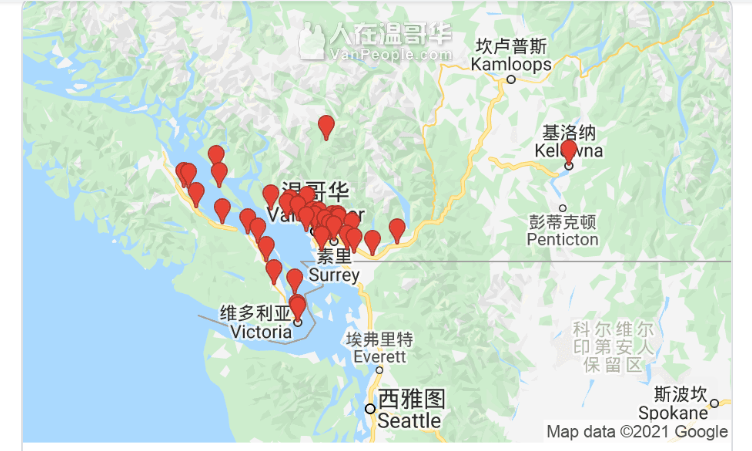 人在温哥华
VanPeople.com
坎卢普斯
Kamloops
基洛纳
Kelowna
温哥华
Vancouver
彭蒂克顿
Penticton
素里
Surrey
维多利亚
Victoria
埃弗里特
Everett
科尔维尔
印第安人
保留区
西雅图
Seattle
斯波坎
Spokane
Map data ©2021 Google